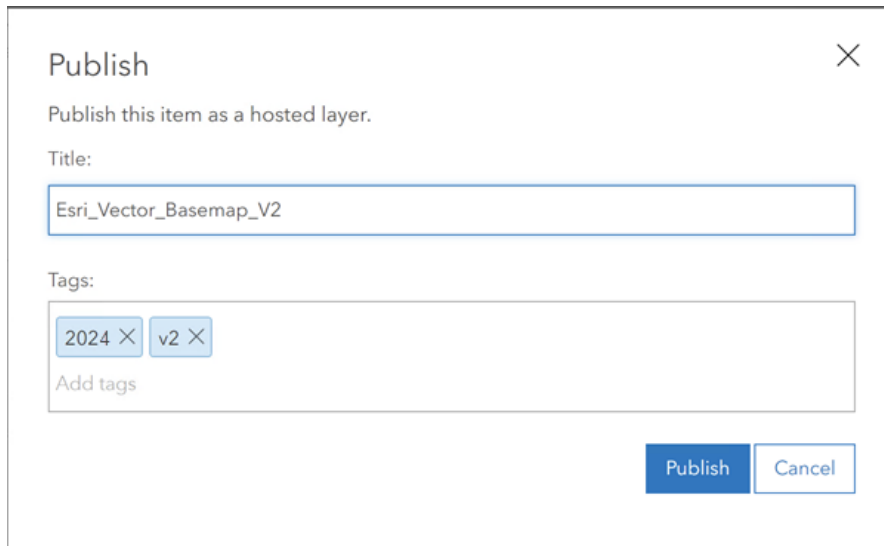 Publish
Publish this item as a hosted layer.
Title:
Esri_Vector_Basemap_V2
Tags:
2024 v2
Add tags
Publish Cancel